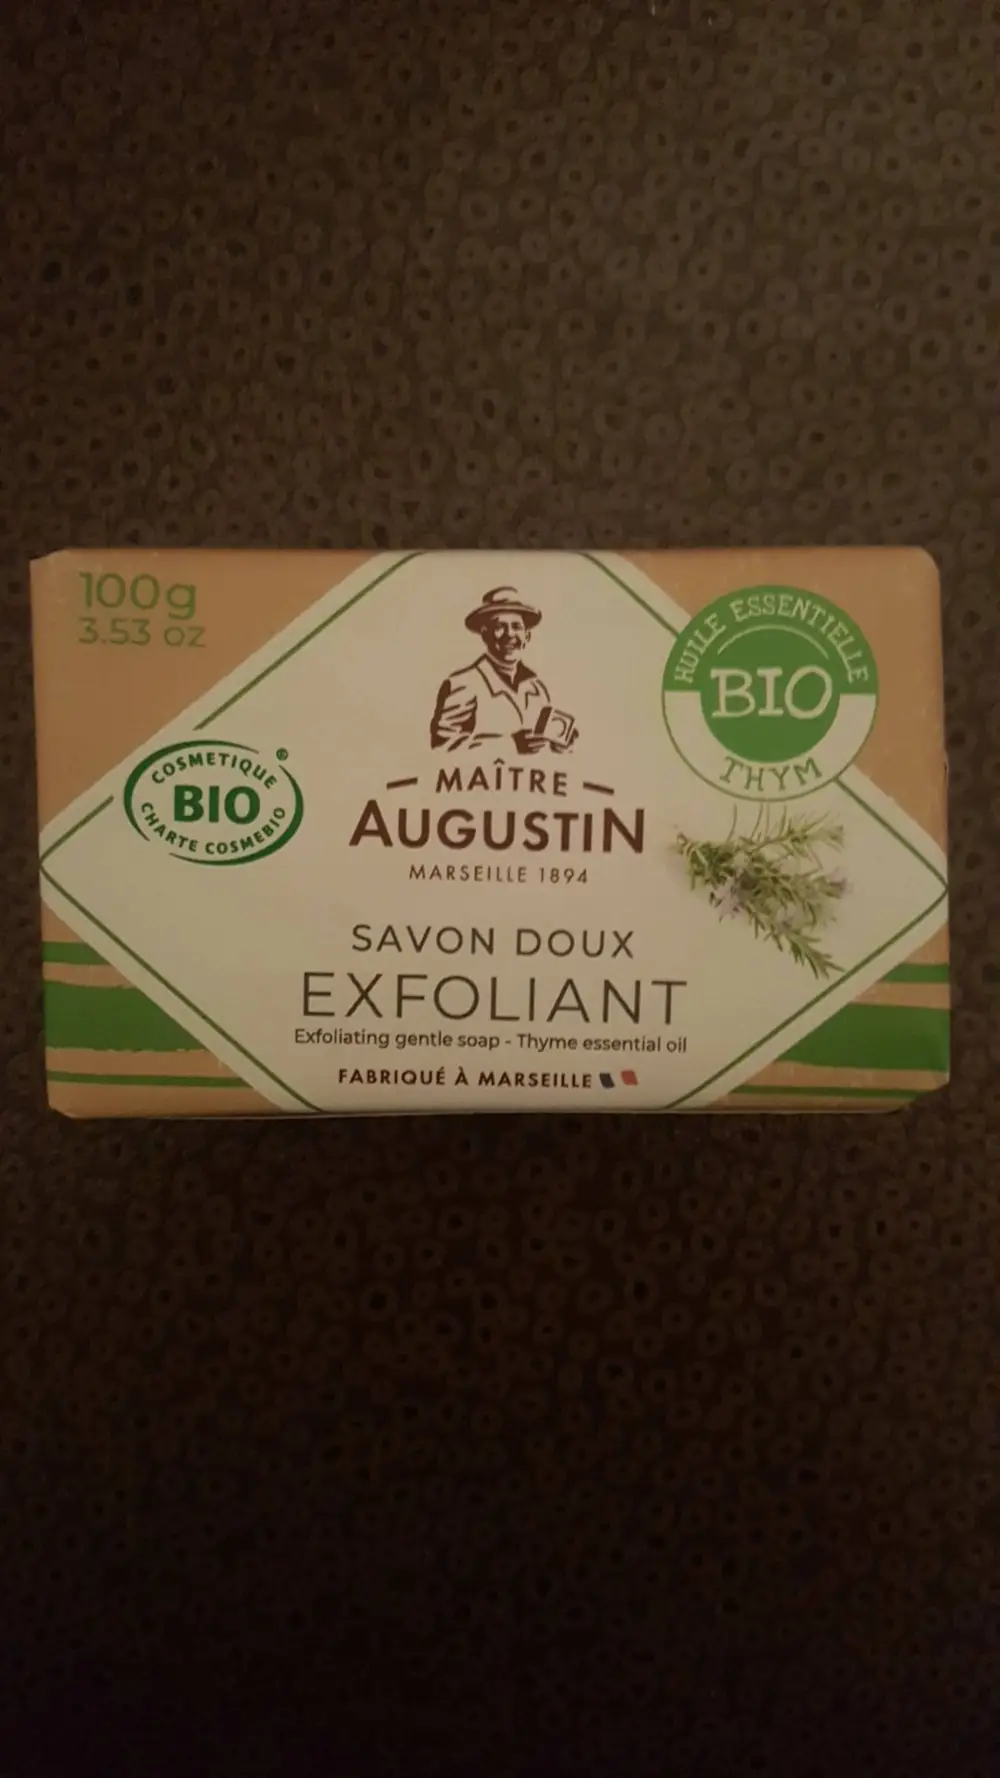 100g
3.53 oz
HUILE ESSENTIELLE
BIO
THYM
COSMETIQUE
BIO
®
CHARTE COSMEBIO
MAÎTRE
AUGUSTIN
MARSEILLE 1894
SAVON DOUX
EXFOLIANT
Exfoliating gentle soap - Thyme essential oil
FABRIQUÉ À MARSEILLE